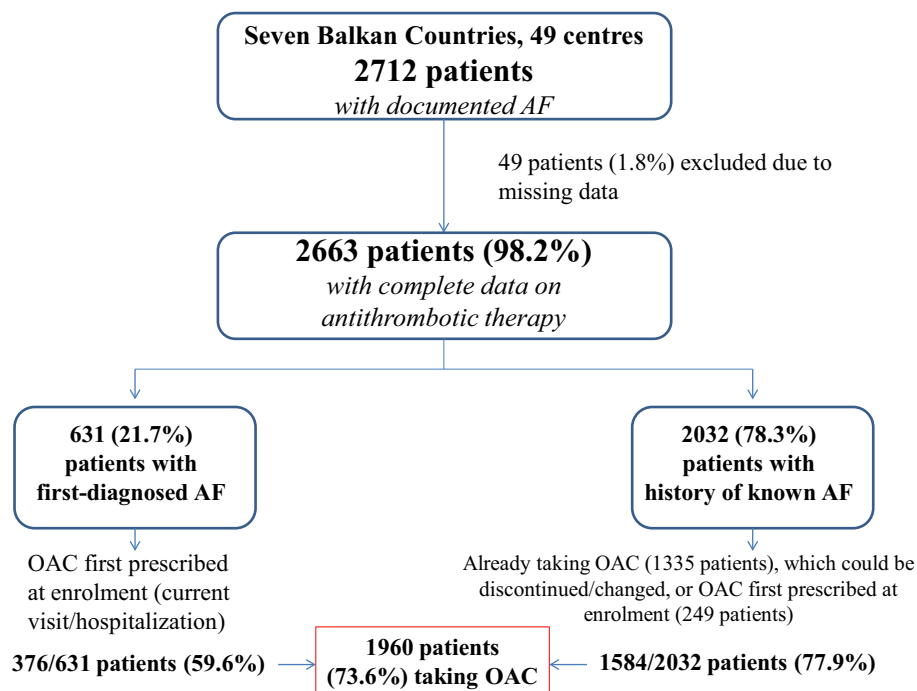 Seven Balkan Countries, 49 centres
2712 patients
with documented AF
49 patients (1.8%) excluded due to
missing data
2663 patients (98.2%)
with complete data on
antithrombotic therapy
631 (21.7%)
patients with
first-diagnosed AF
2032 (78.3%)
patients with
history of known AF
OAC first prescribed
at enrolment (current
visit/hospitalization)
Already taking OAC (1335 patients), which could be
discontinued/changed, or OAC first prescribed at
enrolment (249 patients)
376/631 patients (59.6%)
1960 patients
(73.6%) taking OAC
1584/2032 patients (77.9%)